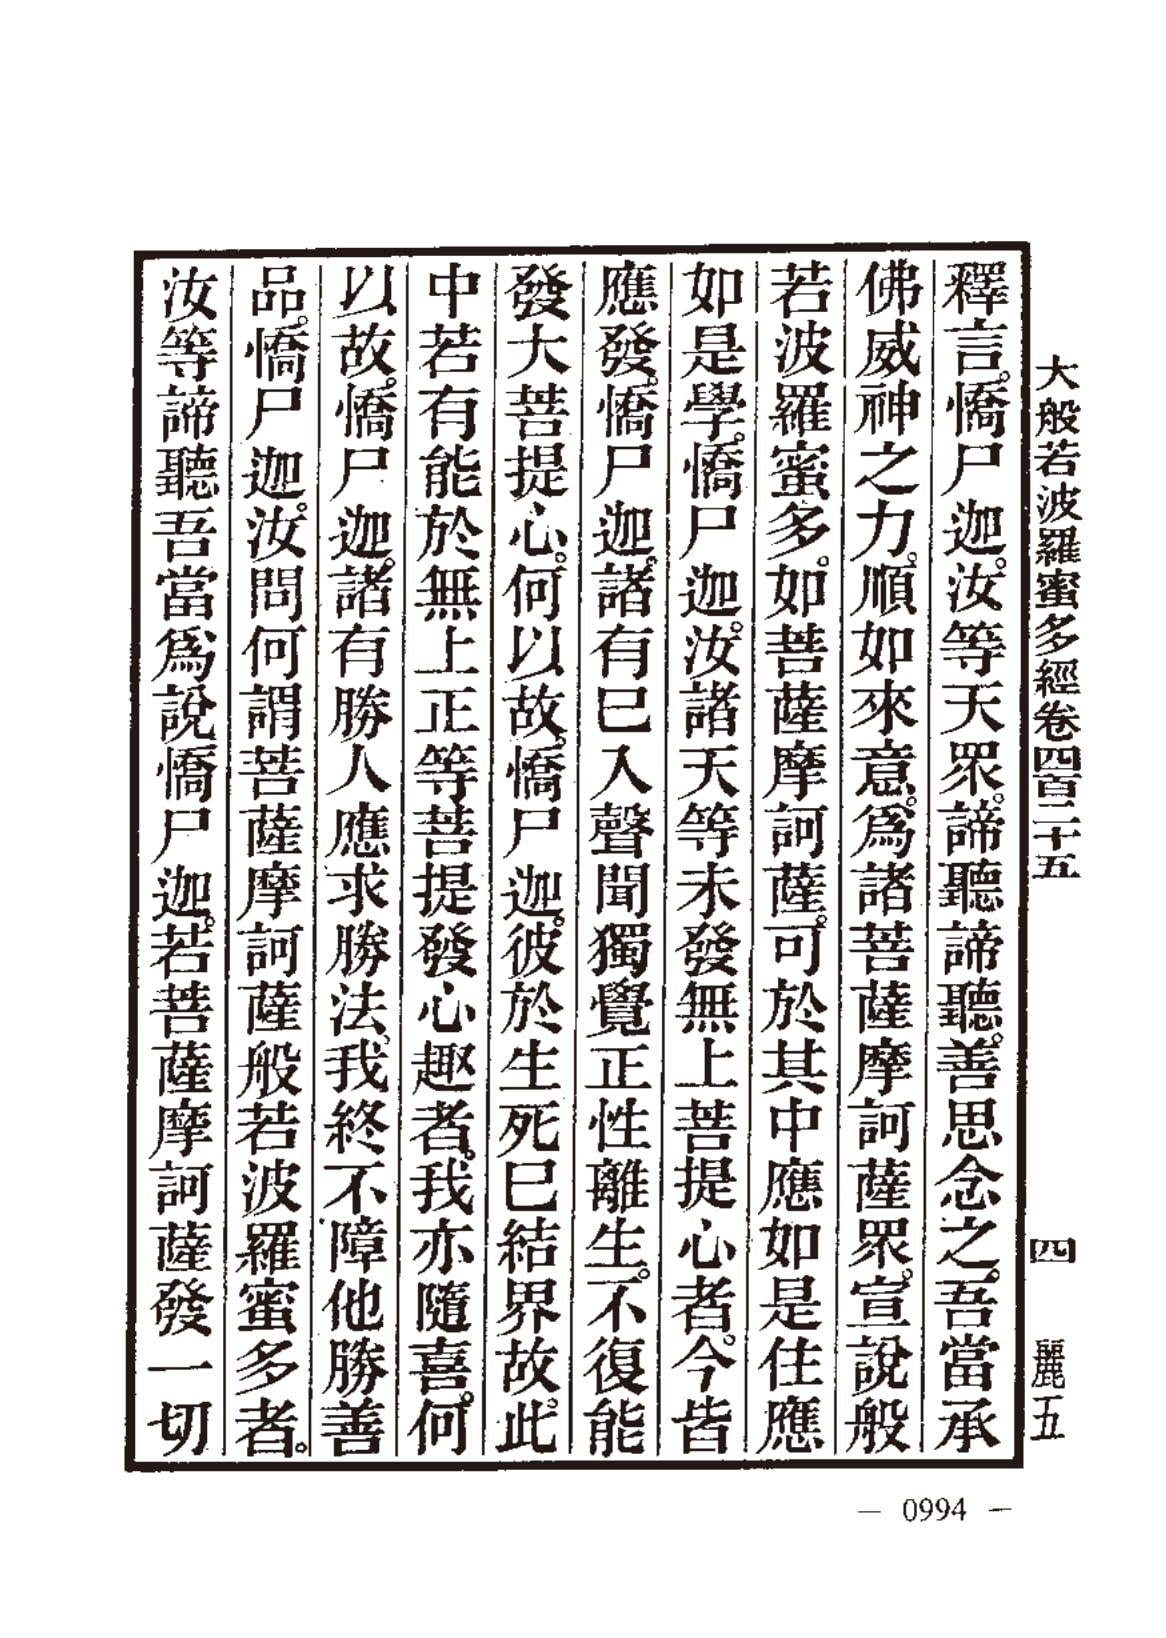 大般若波羅蜜多經卷四百二十五 四 麗五
釋言。憍尸迦。汝等天眾。諦聽諦聽。善思念之。吾當承
佛威神之力。順如來意。爲諸菩薩摩訶薩眾。宣說般
若波羅蜜多。如菩薩摩訶薩。可於其中應如是住應
如是學。憍尸迦。汝諸天等未發無上菩提心者。今皆
應發。憍尸迦。諸有已入聲聞獨覺正性離生。不復能
發大菩提心。何以故。憍尸迦。彼於生死已結界故。此
中若有能於無上正等菩提發心趣者。我亦隨喜。何
以故。憍尸迦。諸有勝人應求勝法、我終不障他勝善
品。憍尸迦。汝問何謂菩薩摩訶薩般若波羅蜜多者。
汝等諦聽吾當爲說憍尸迦。若菩薩摩訶薩發一切
— 0994 —